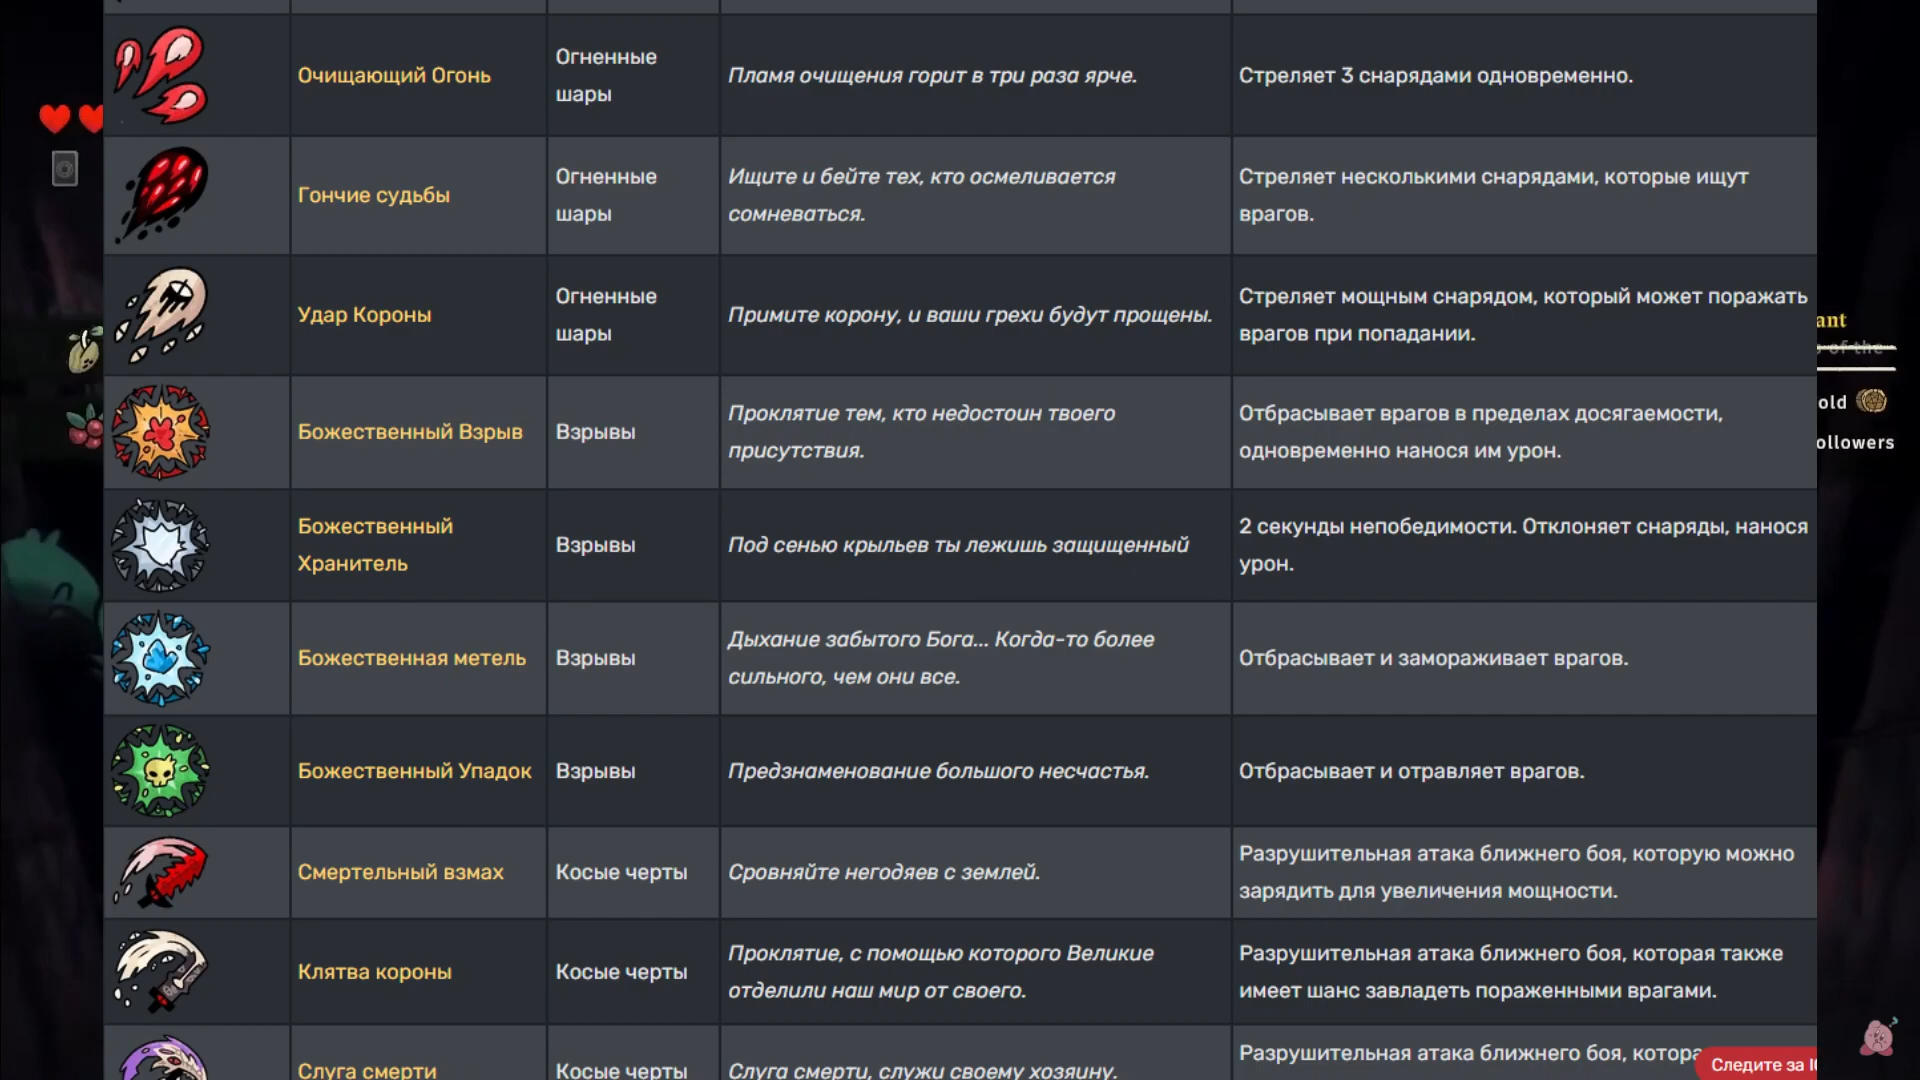 Очищающий Огонь
Огненные
шары
Пламя очищения горит в три раза ярче.
Стреляет 3 снарядами одновременно.
Гончие судьбы
Огненные
шары
Ищите и бейте тех, кто осмеливается
сомневаться.
Стреляет несколькими снарядами, которые ищут
врагов.
Удар Короны
Огненные
шары
Примите корону, и ваши грехи будут прощены.
Стреляет мощным снарядом, который может поражать
врагов при попадании.
Божественный Взрыв
Взрывы
Проклятие тем, кто недостоин твоего
присутствия.
Отбрасывает врагов в пределах досягаемости,
одновременно нанося им урон.
Божественный
Хранитель
Взрывы
Под сенью крыльев ты лежишь защищенный
2 секунды непобедимости. Отклоняет снаряды, нанося
урон.
Божественная метель
Взрывы
Дыхание забытого Бога... Когда-то более
сильного, чем они все.
Отбрасывает и замораживает врагов.
Божественный Упадок
Взрывы
Предзнаменование большого несчастья.
Отбрасывает и отравляет врагов.
Смертельный взмах
Косые черты
Сровняйте негодяев с землей.
Разрушительная атака ближнего боя, которую можно
зарядить для увеличения мощности.
Клятва короны
Косые черты
Проклятие, с помощью которого Великие
отделили наш мир от своего.
Разрушительная атака ближнего боя, которая также
имеет шанс завладеть пораженными врагами.
Слуга смерти
Косые черты
Слуга смерти, служи своему хозяину.
Разрушительная атака ближнего боя, котора
Следите за
ant
of the
old
ollowers